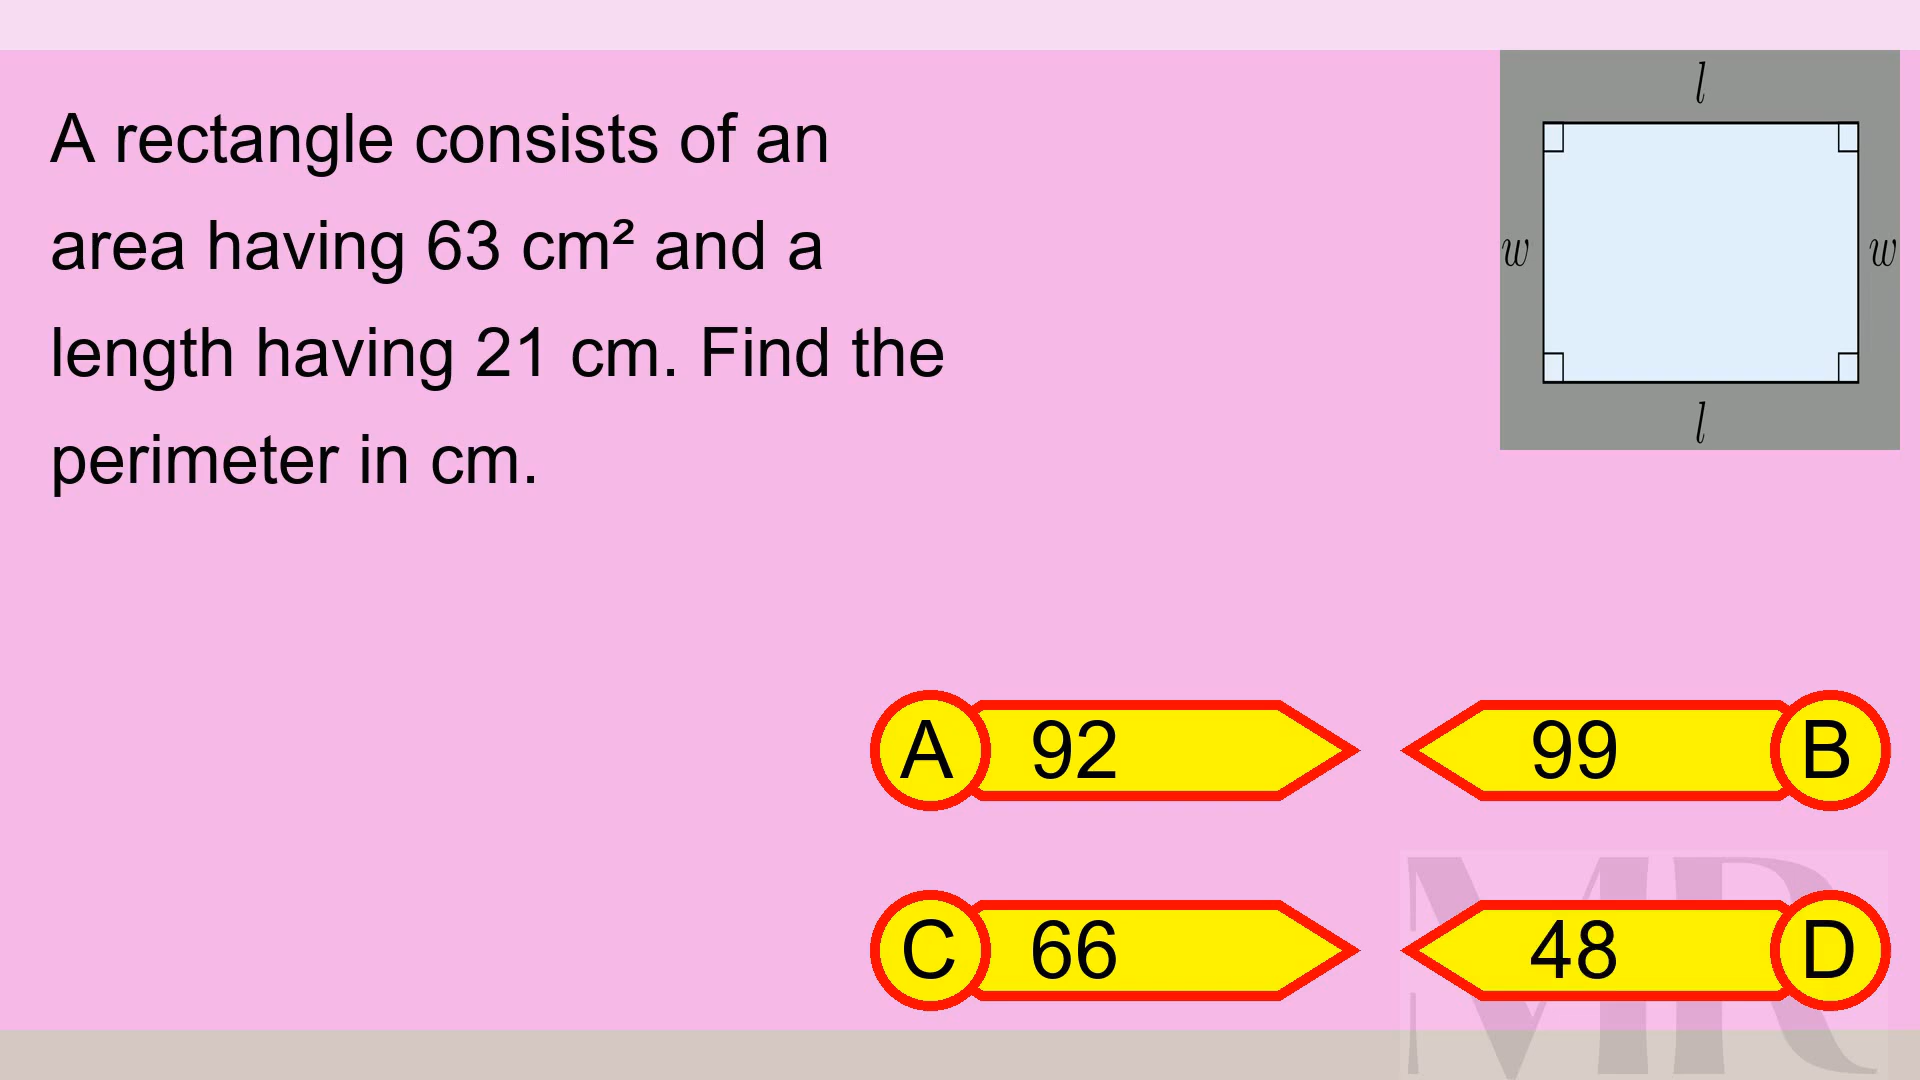 A rectangle consists of an
area having 63 cm² and a
length having 21 cm. Find the
perimeter in cm.
l
w
w
l
A 92
99 B
C 66
48 D
MR